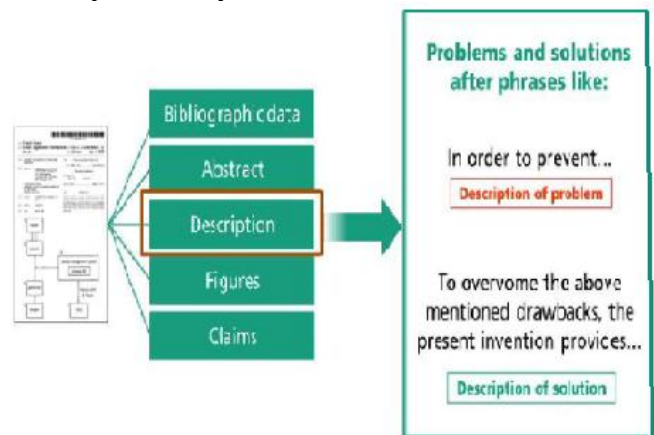 Bibliographic data
Abstract
Description
Figures
Claims
Problems and solutions
after phrases like:
In order to prevent...
Description of problem
To overvome the above
mentioned drawbacks, the
present invention provices...
Description of solution